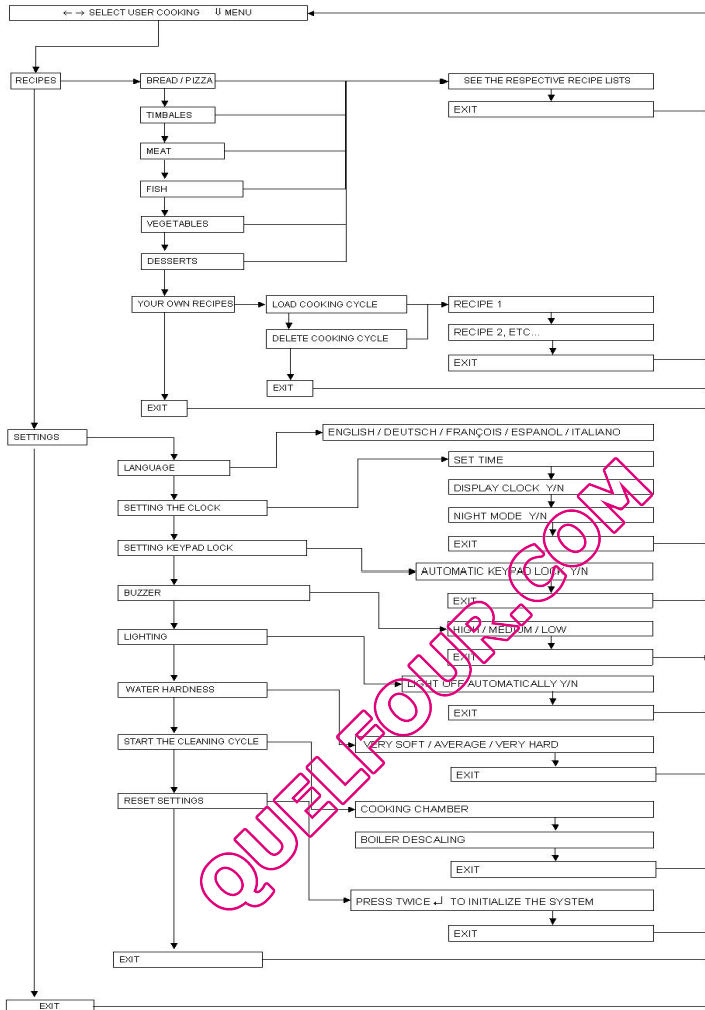 ← → SELECT USER COOKING ⇓ MENU
RECIPES
BREAD / PIZZA
SEE THE RESPECTIVE RECIPE LISTS
EXIT
TIMBALES
MEAT
FISH
VEGETABLES
DESSERTS
YOUR OWN RECIPES
LOAD COOKING CYCLE
RECIPE 1
DELETE COOKING CYCLE
RECIPE 2, ETC...
EXIT
EXIT
EXIT
SETTINGS
ENGLISH / DEUTSCH / FRANÇOIS / ESPANOL / ITALIANO
LANGUAGE
SET TIME
DISPLAY CLOCK Y/N
SETTING THE CLOCK
NIGHT MODE Y/N
EXIT
SETTING KEYPAD LOCK
AUTOMATIC KEYPAD LOCK Y/N
EXIT
BUZZER
HIGH / MEDIUM / LOW
EXIT
LIGHTING
LIGHT OFF AUTOMATICALLY Y/N
EXIT
WATER HARDNESS
VERY SOFT / AVERAGE / VERY HARD
EXIT
START THE CLEANING CYCLE
COOKING CHAMBER
BOILER DESCALING
EXIT
RESET SETTINGS
PRESS TWICE ↵ TO INITIALIZE THE SYSTEM
EXIT
EXIT
EXIT
QUELFOUR.COM